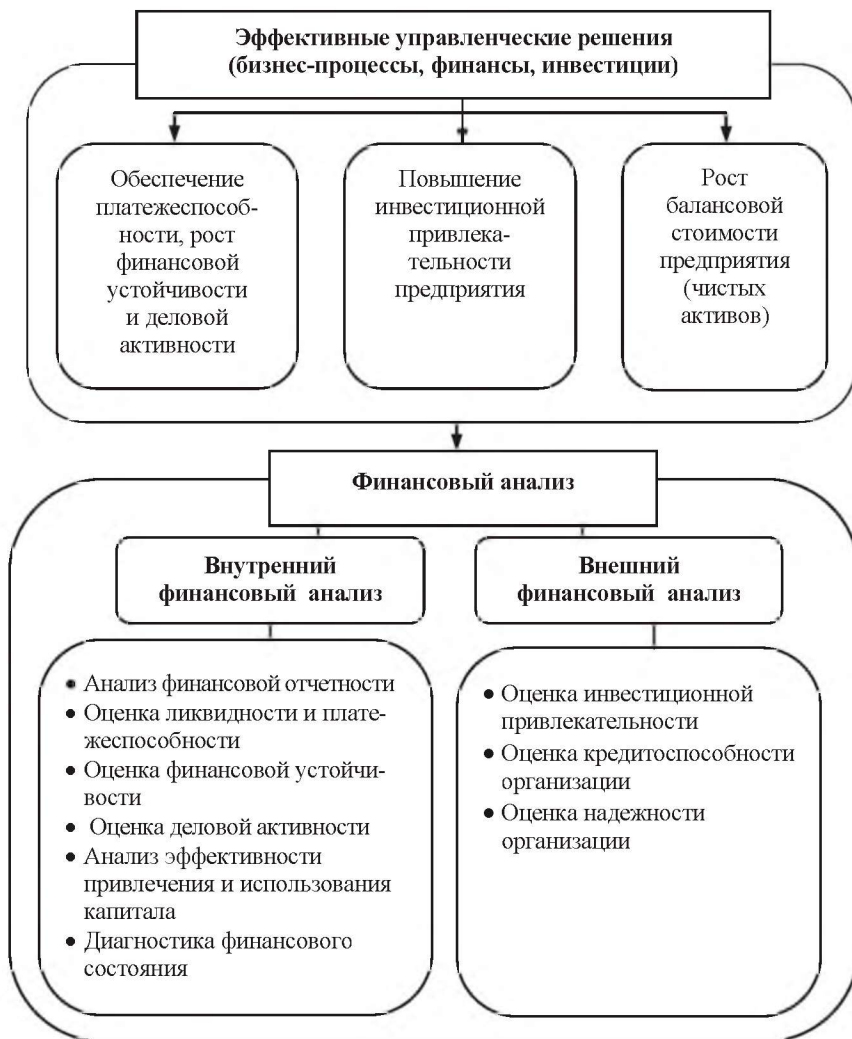 Эффективные управленческие решения
(бизнес-процессы, финансы, инвестиции)
Обеспечение
платежеспособ-
ности, рост
финансовой
устойчивости
и деловой
активности
Повышение
инвестиционной
привлека-
тельности
предприятия
Рост
балансовой
стоимости
предприятия
(чистых
активов)
Финансовый анализ
Внутренний
финансовый анализ
Внешний
финансовый анализ
• Анализ финансовой отчетности
• Оценка ликвидности и плате-
жеспособности
• Оценка финансовой устойчи-
вости
• Оценка деловой активности
• Анализ эффективности
привлечения и использования
капитала
• Диагностика финансового
состояния
• Оценка инвестиционной
привлекательности
• Оценка кредитоспособности
организации
• Оценка надежности
организации